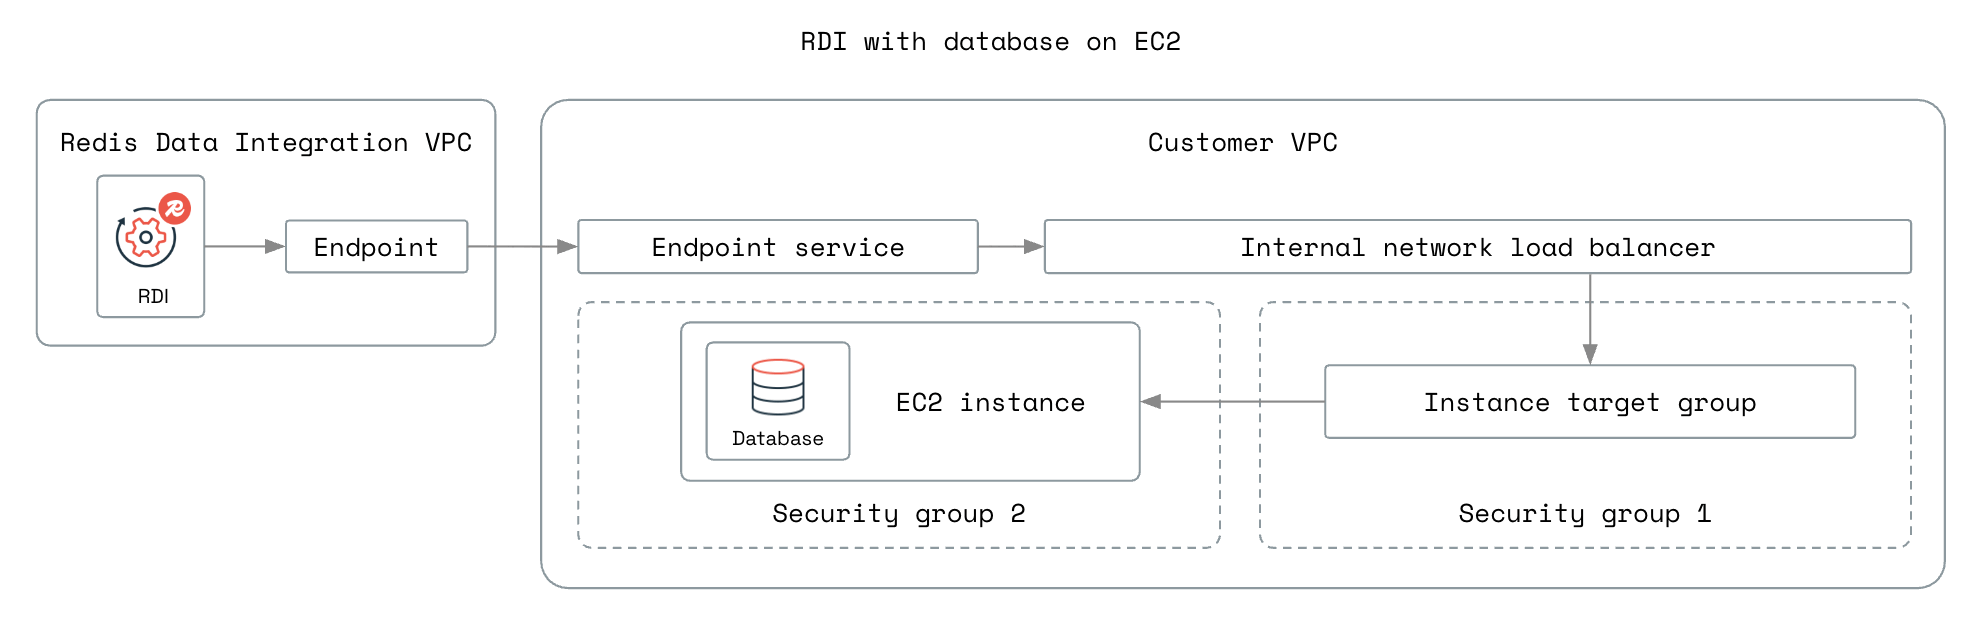 RDI with database on EC2
Redis Data Integration VPC
RDI
Endpoint
Customer VPC
Endpoint service
Internal network load balancer
Database
EC2 instance
Security group 2
Instance target group
Security group 1